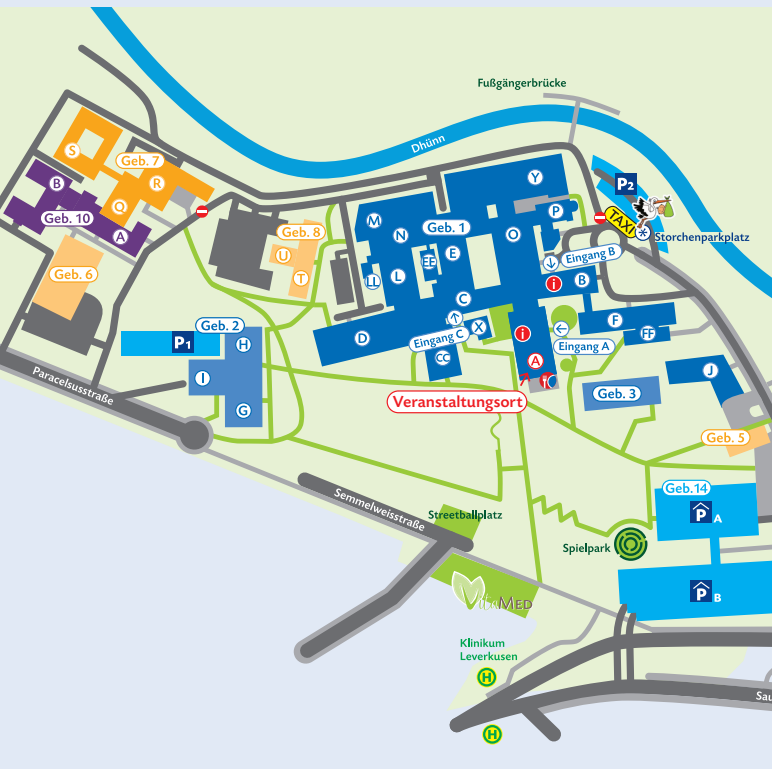 Fußgängerbrücke
Dhünn
S
Geb. 7
Y
P2
B
R
M
Q
P
TAXI
Geb. 10
Geb. 8
Geb. 1
N
O
A
Storchenparkplatz
U
EE
E
Eingang B
Geb. 6
T
LL
L
i
B
C
Geb. 2
X
F
FF
P1
H
D
Eingang C
i
Eingang A
CC
A
J
Paracelsusstraße
I
Geb. 3
Veranstaltungsort
G
Geb. 5
Semmelweisstraße
Geb.14
Streetballplatz
P A
Spielpark
P B
VitaMED
Klinikum
Leverkusen
H
Sau
H